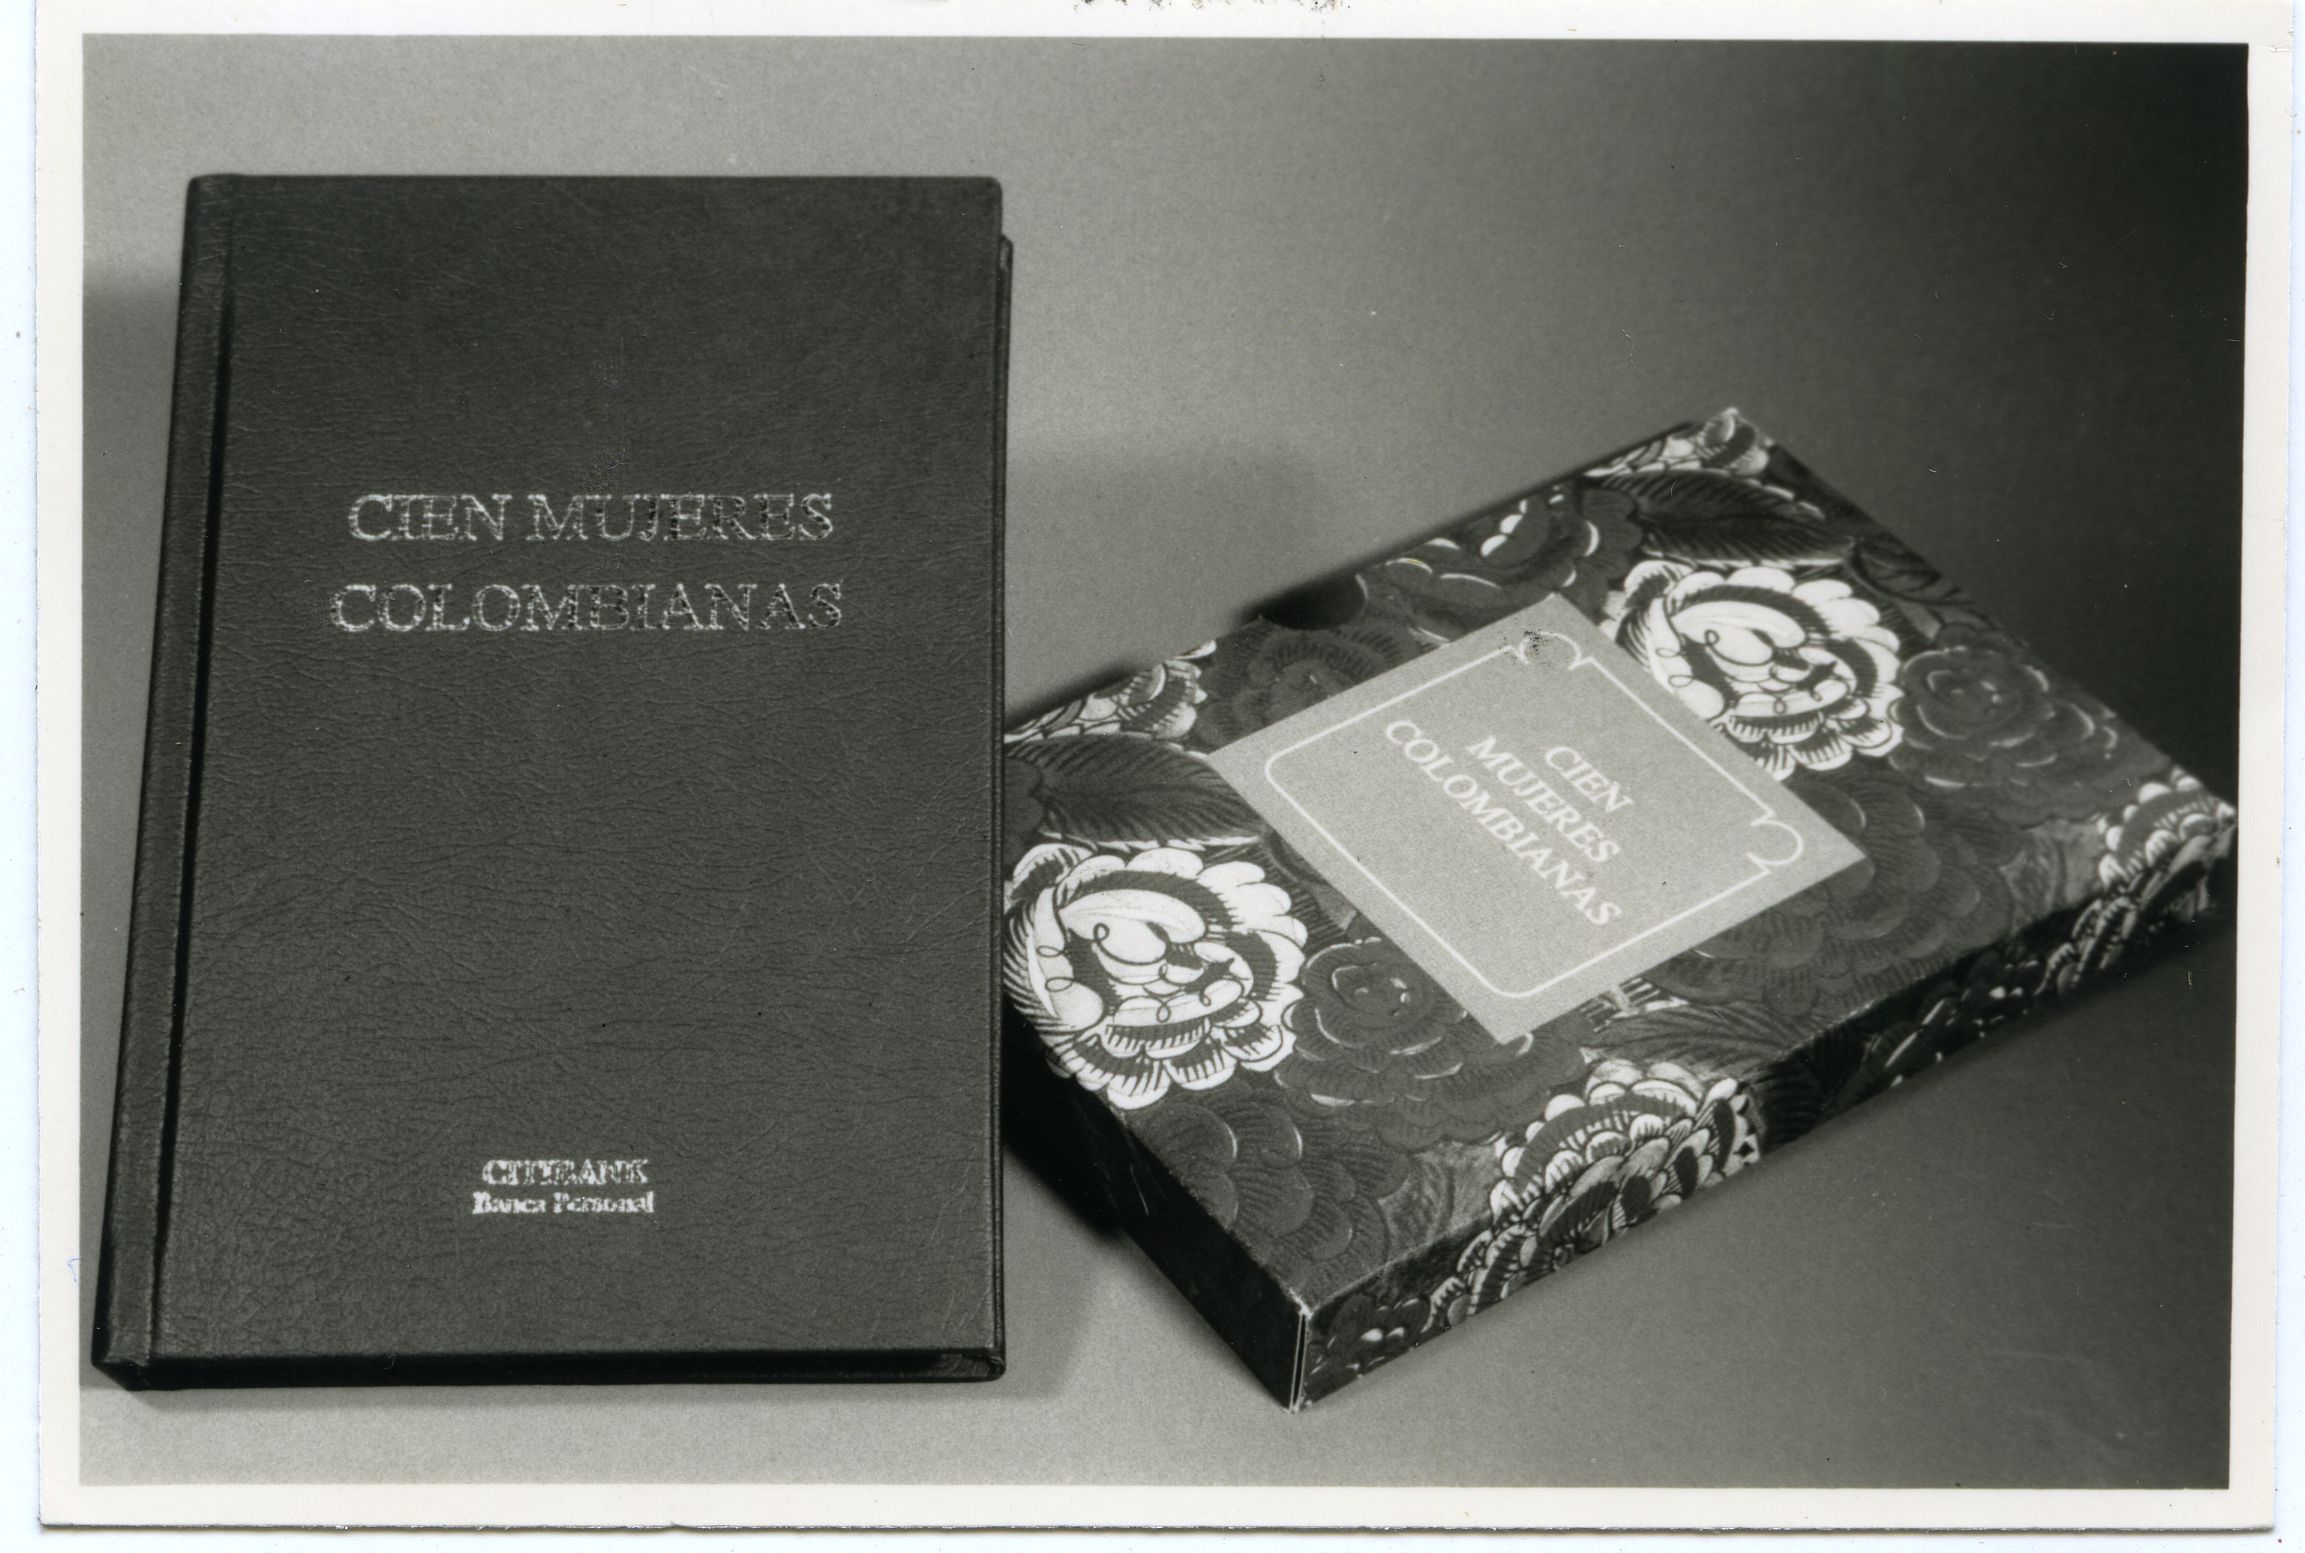 CIEN MUJERES
COLOMBIANAS
CITIBANK
Banca Personal
CIEN
MUJERES
COLOMBIANAS